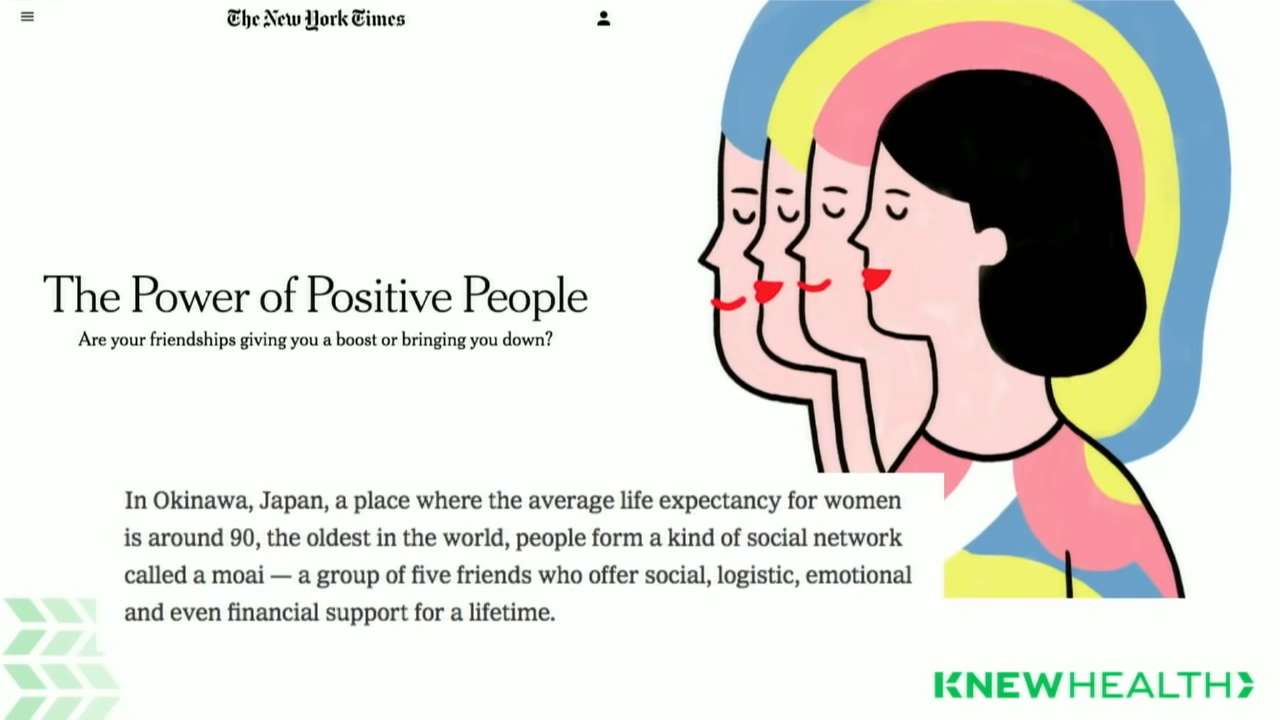 The New York Times
The Power of Positive People
Are your friendships giving you a boost or bringing you down?
In Okinawa, Japan, a place where the average life expectancy for women
is around 90, the oldest in the world, people form a kind of social network
called a moai — a group of five friends who offer social, logistic, emotional
and even financial support for a lifetime.
KNEWHEALTH